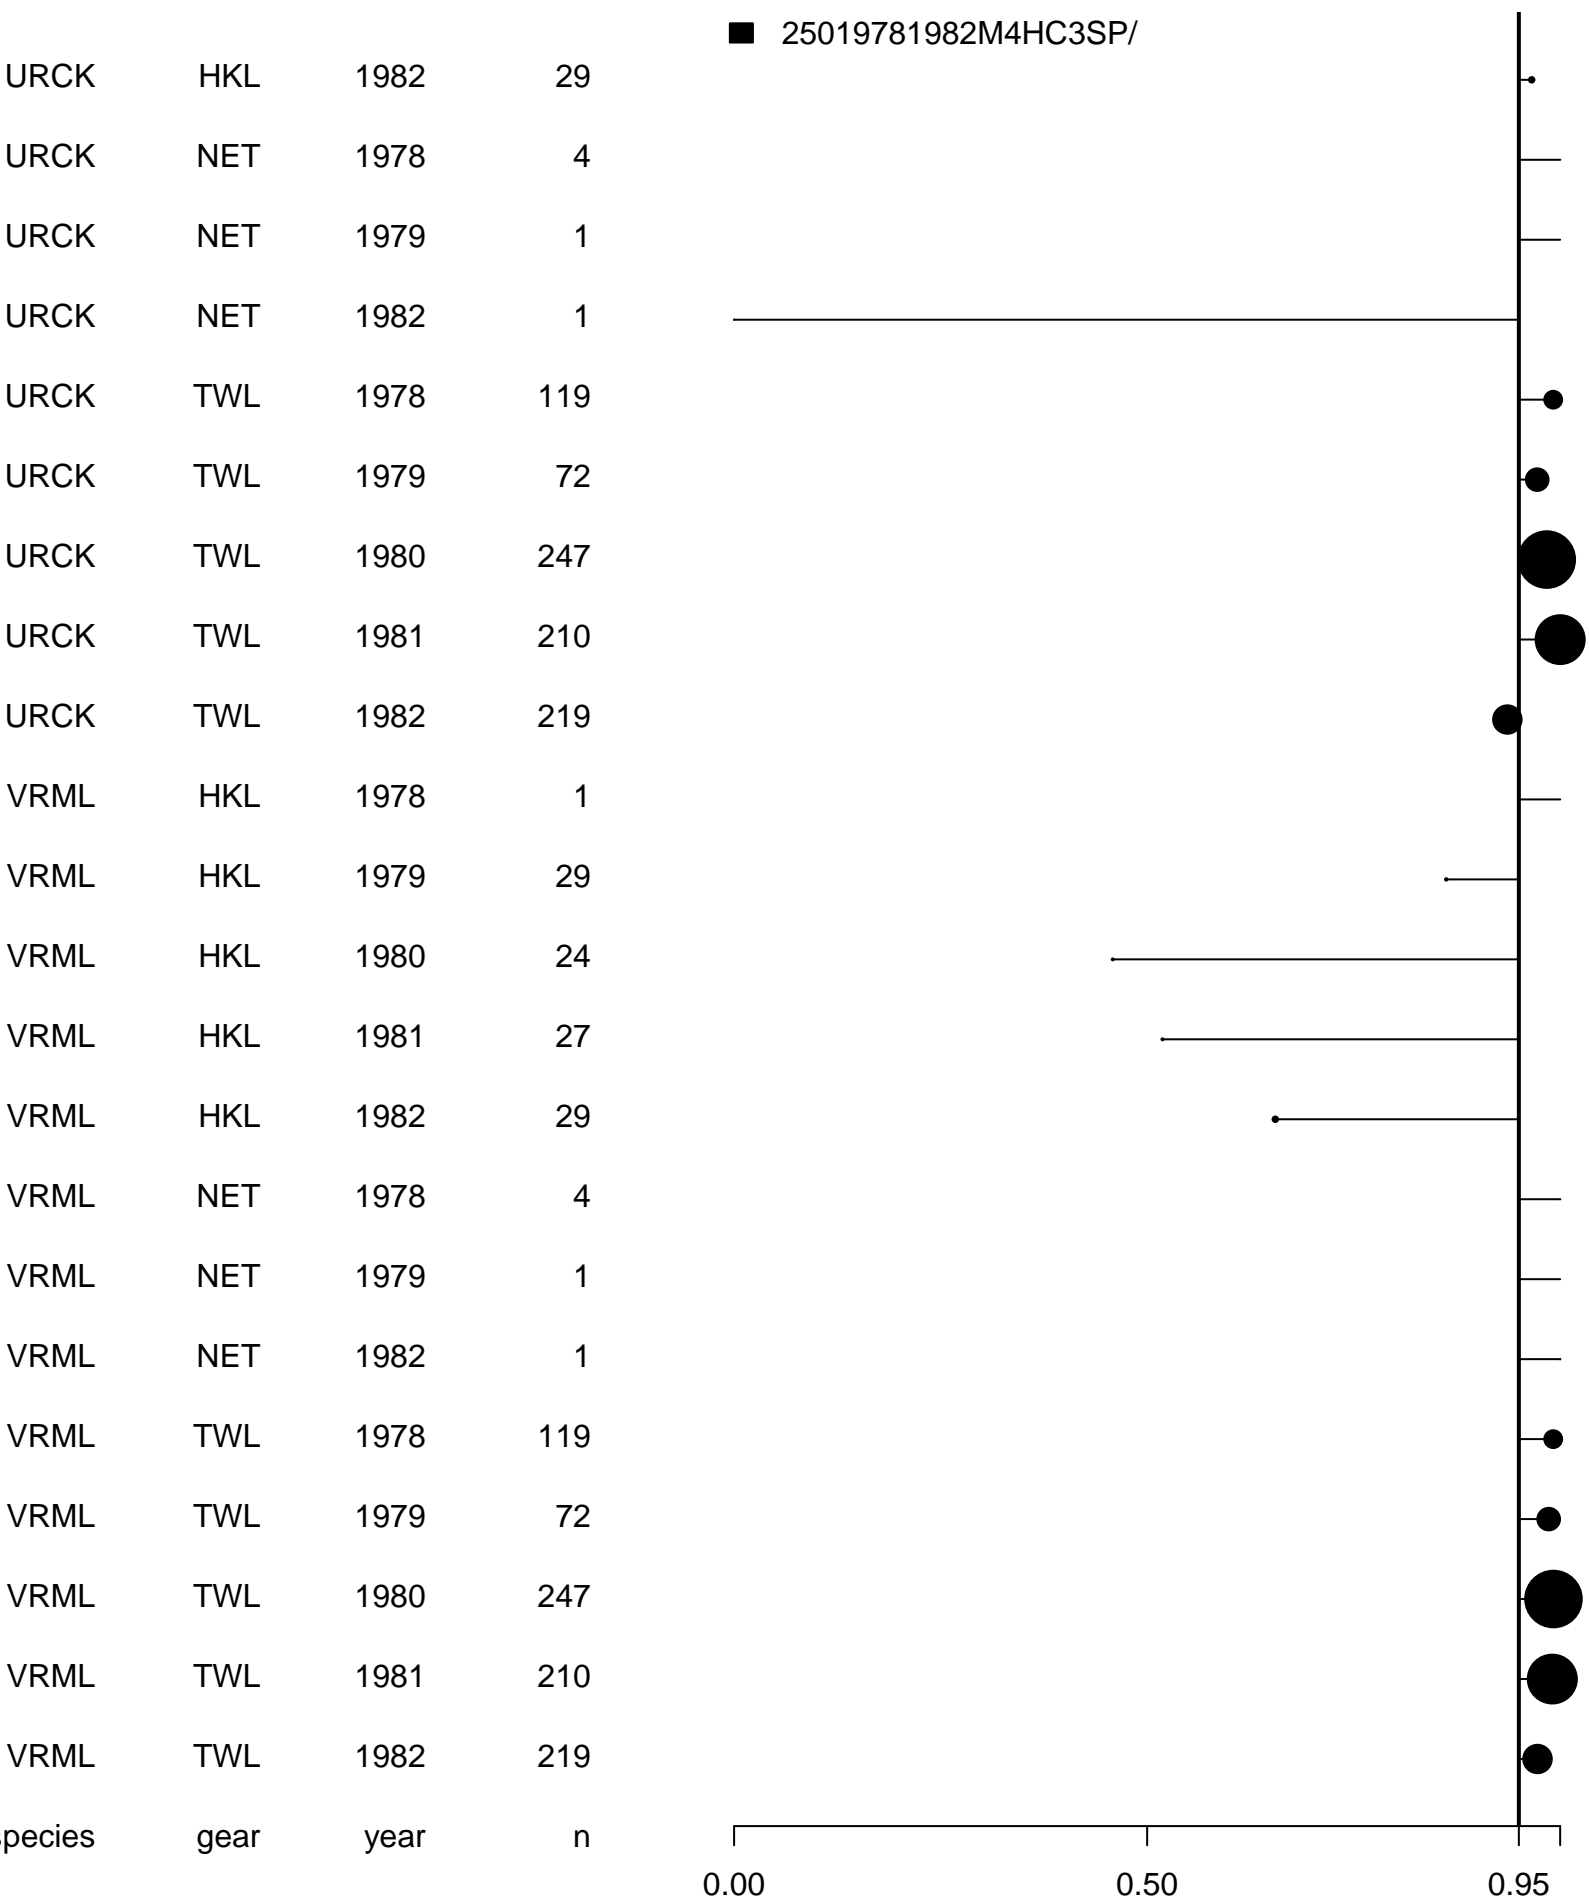 25019781982M4HC3SP/
URCK HKL 1982 29
URCK NET 1978 4
URCK NET 1979 1
URCK NET 1982 1
URCK TWL 1978 119
URCK TWL 1979 72
URCK TWL 1980 247
URCK TWL 1981 210
URCK TWL 1982 219
VRML HKL 1978 1
VRML HKL 1979 29
VRML HKL 1980 24
VRML HKL 1981 27
VRML HKL 1982 29
VRML NET 1978 4
VRML NET 1979 1
VRML NET 1982 1
VRML TWL 1978 119
VRML TWL 1979 72
VRML TWL 1980 247
VRML TWL 1981 210
VRML TWL 1982 219
species gear year n
0.00 0.50 0.95